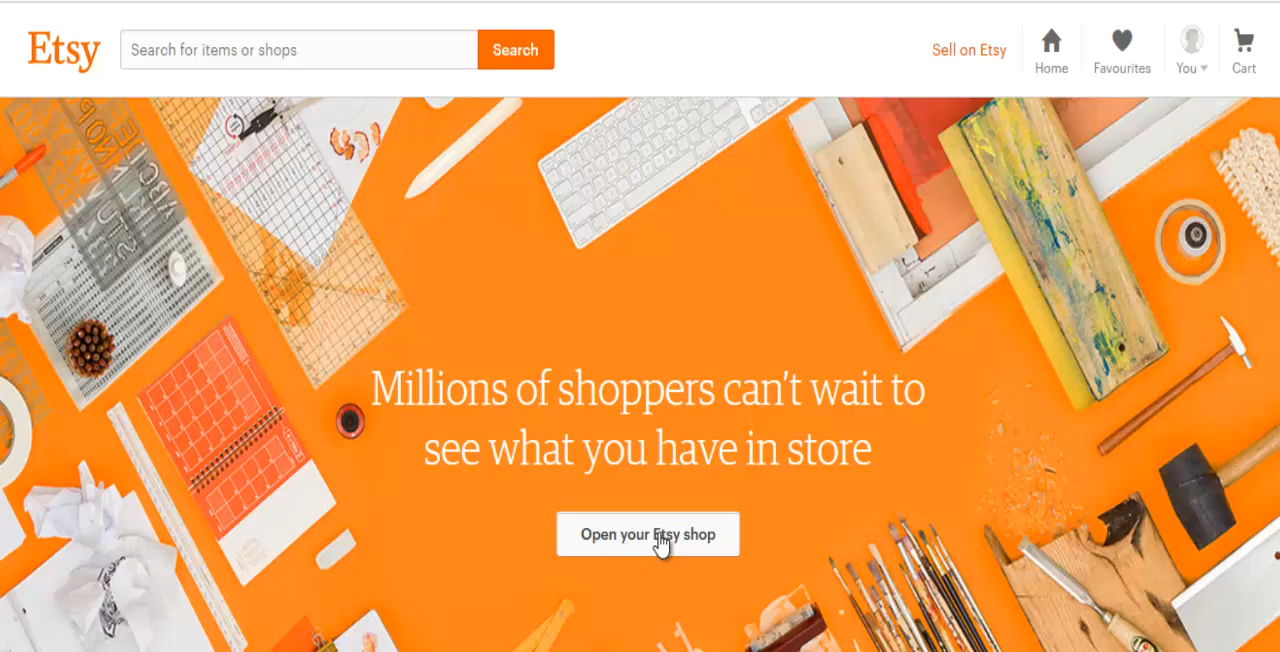 Etsy
Search for items or shops
Search
Sell on Etsy
Home
Favourites
You
Cart
Millions of shoppers can't wait to
see what you have in store
Open your Etsy shop